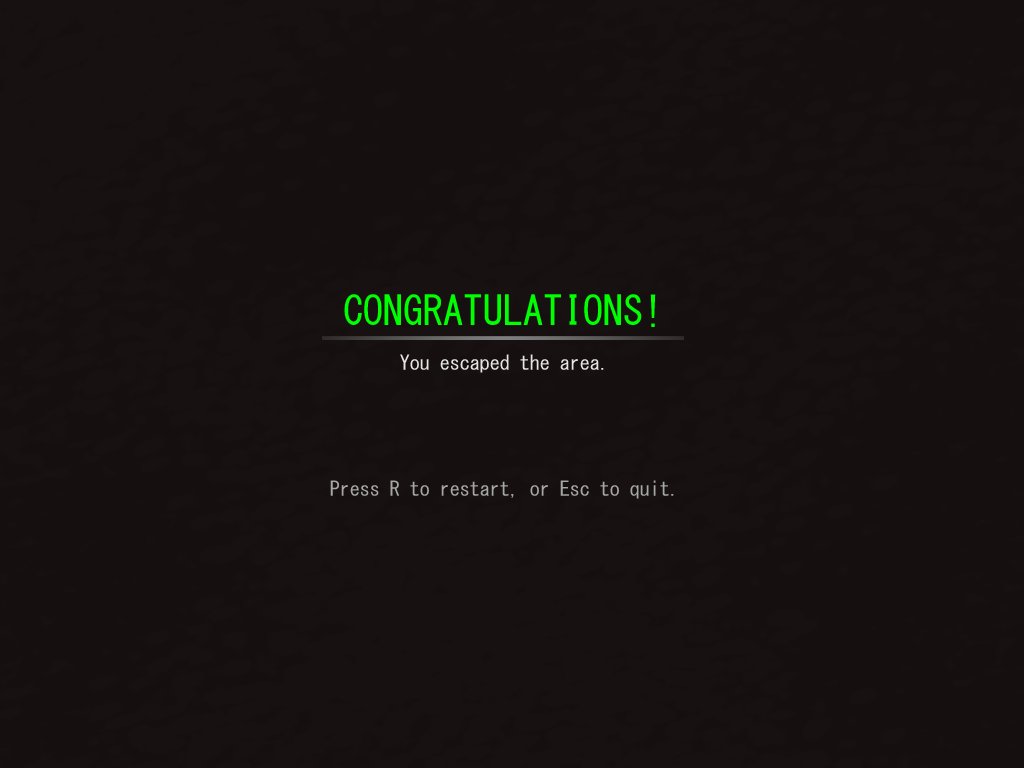 CONGRATULATIONS!
You escaped the area.
Press R to restart, or Esc to quit.